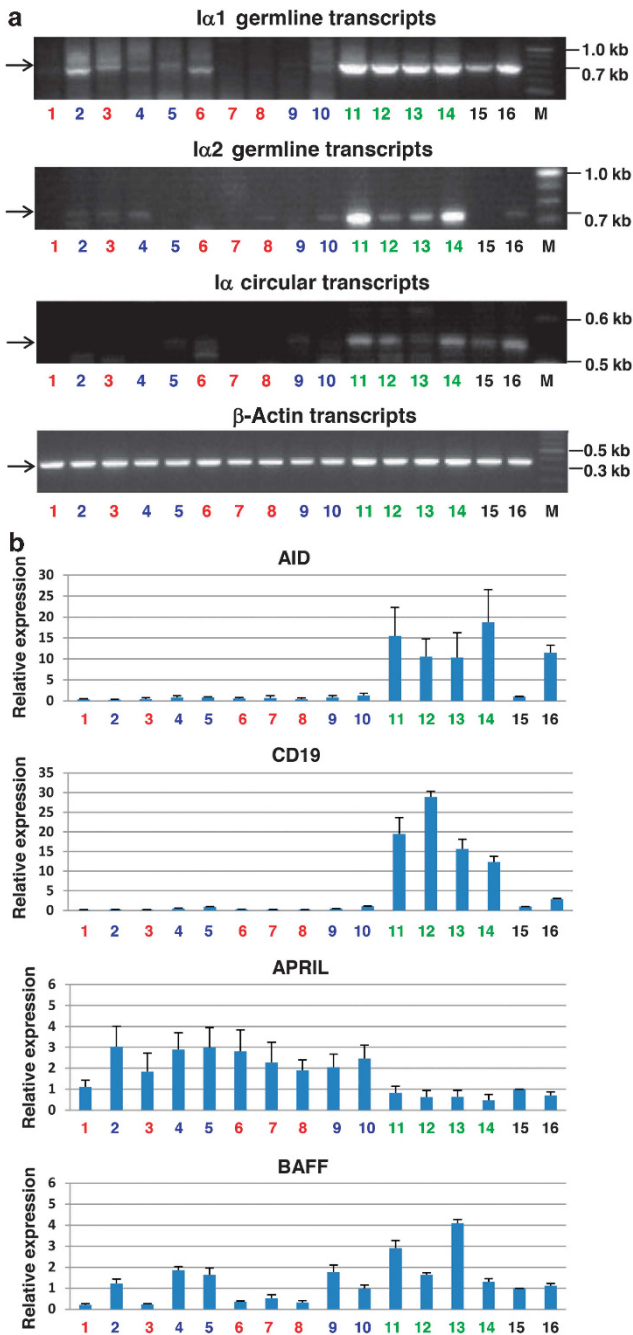 a
Iα1 germline transcripts
1.0 kb
0.7 kb
1 2 3 4 5 6 7 8 9 10 11 12 13 14 15 16 M
Iα2 germline transcripts
1.0 kb
0.7 kb
1 2 3 4 5 6 7 8 9 10 11 12 13 14 15 16 M
Iα circular transcripts
0.6 kb
0.5 kb
1 2 3 4 5 6 7 8 9 10 11 12 13 14 15 16 M
β-Actin transcripts
0.5 kb
0.3 kb
1 2 3 4 5 6 7 8 9 10 11 12 13 14 15 16 M
b
AID
Relative expression
30
25
20
15
10
5
0
1 2 3 4 5 6 7 8 9 10 11 12 13 14 15 16
CD19
Relative expression
35
30
25
20
15
10
5
0
1 2 3 4 5 6 7 8 9 10 11 12 13 14 15 16
APRIL
Relative expression
6
5
4
3
2
1
0
1 2 3 4 5 6 7 8 9 10 11 12 13 14 15 16
BAFF
Relative expression
6
5
4
3
2
1
0
1 2 3 4 5 6 7 8 9 10 11 12 13 14 15 16